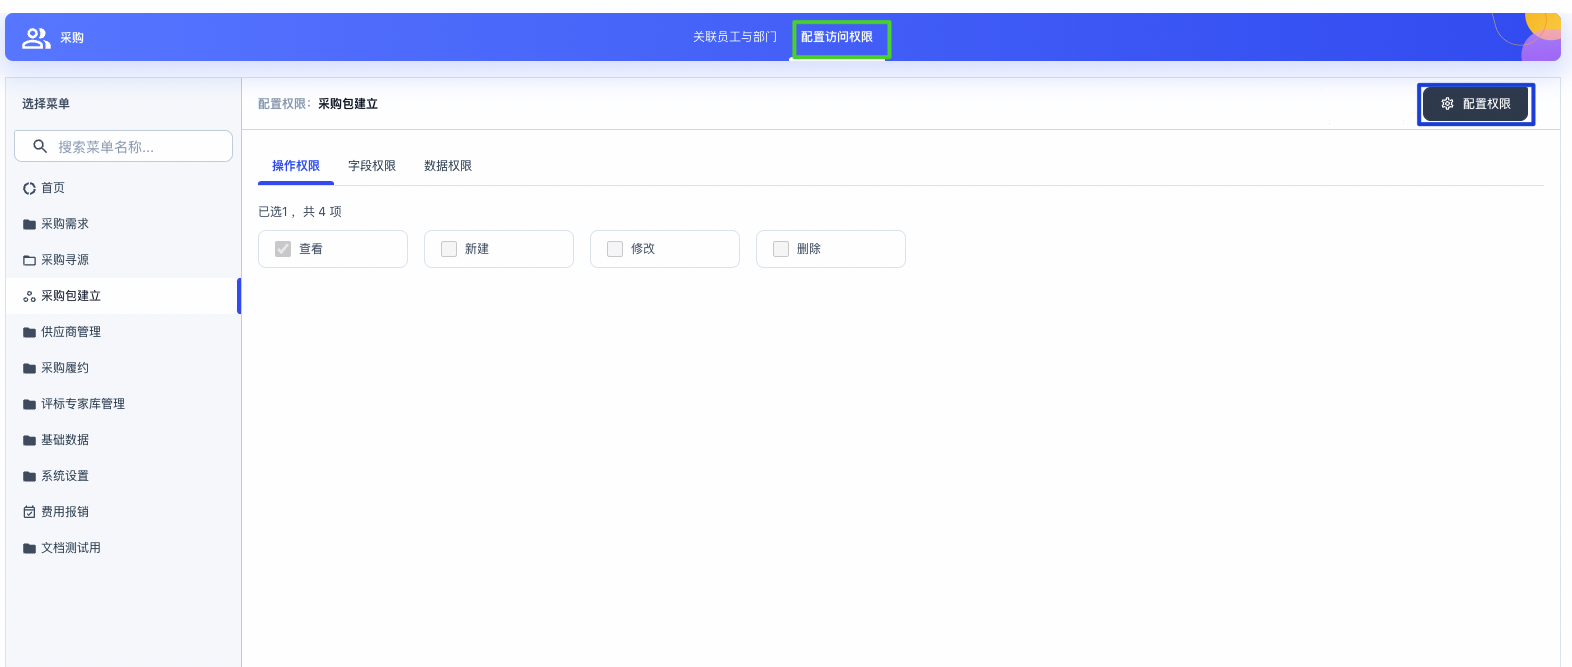 采购
关联员工与部门
配置访问权限
选择菜单
搜索菜单名称...
首页
采购需求
采购寻源
采购包建立
供应商管理
采购履约
评标专家库管理
基础数据
系统设置
费用报销
文档测试用
配置权限：采购包建立
配置权限
操作权限
字段权限
数据权限
已选1，共 4 项
查看
新建
修改
删除